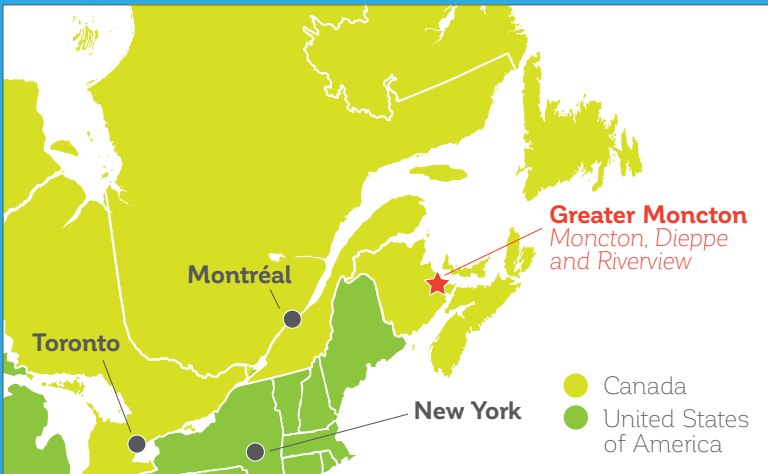 Greater Moncton
Moncton, Dieppe
and Riverview
Montréal
Toronto
New York
Canada
United States
of America